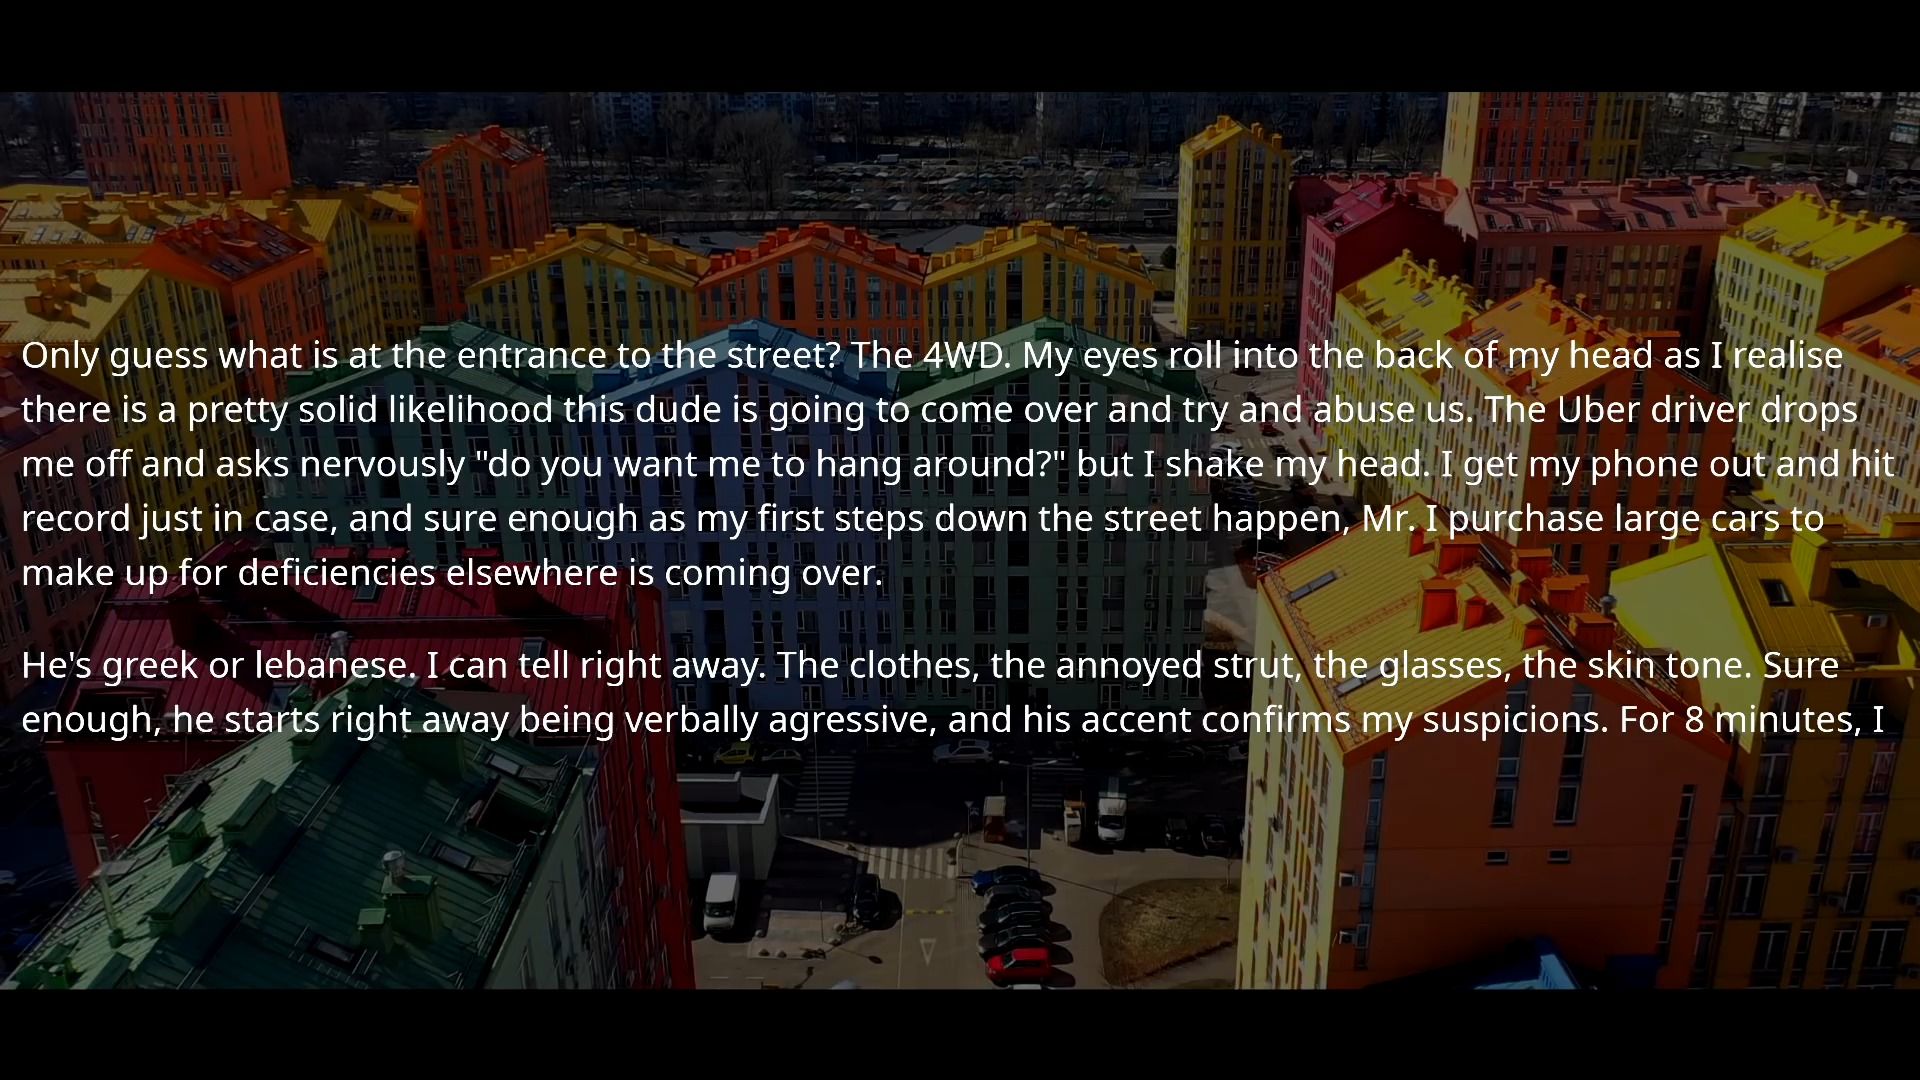 Only guess what is at the entrance to the street? The 4WD. My eyes roll into the back of my head as I realise
there is a pretty solid likelihood this dude is going to come over and try and abuse us. The Uber driver drops
me off and asks nervously "do you want me to hang around?" but I shake my head. I get my phone out and hit
record just in case, and sure enough as my first steps down the street happen, Mr. I purchase large cars to
make up for deficiencies elsewhere is coming over.
He's greek or lebanese. I can tell right away. The clothes, the annoyed strut, the glasses, the skin tone. Sure
enough, he starts right away being verbally agressive, and his accent confirms my suspicions. For 8 minutes, I